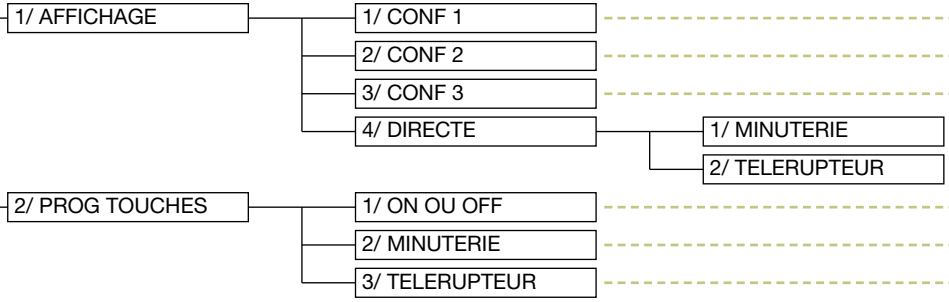 1/ AFFICHAGE
1/ CONF 1
2/ CONF 2
3/ CONF 3
4/ DIRECTE
1/ MINUTERIE
2/ TELERUPTEUR
2/ PROG TOUCHES
1/ ON OU OFF
2/ MINUTERIE
3/ TELERUPTEUR